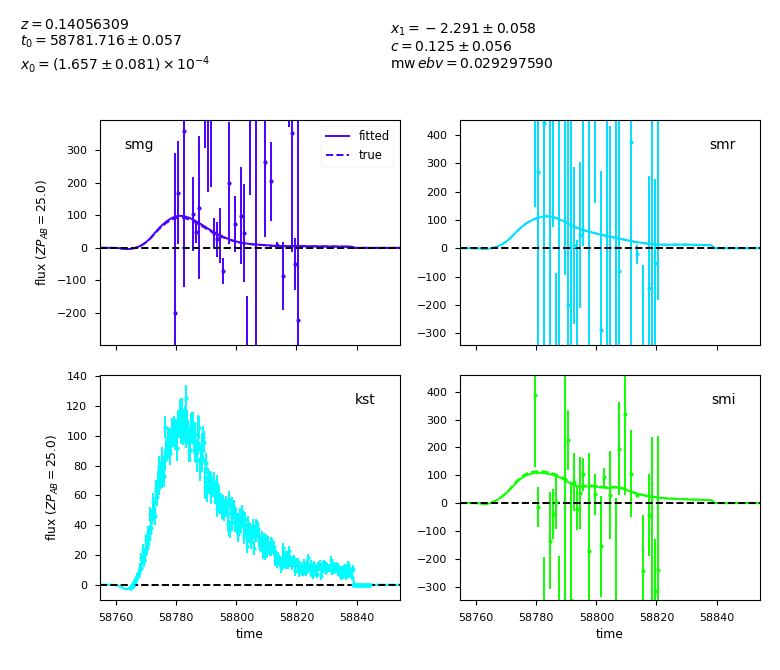 z = 0.14056309
t0 = 58781.716 ± 0.057
x0 = (1.657 ± 0.081) × 10^−4
x1 = −2.291 ± 0.058
c = 0.125 ± 0.056
mw ebv = 0.029297590
smg
fitted
true
300
200
100
0
−100
−200
flux (ZP_AB = 25.0)
smr
400
300
200
100
0
−100
−200
−300
kst
140
120
100
80
60
40
20
0
flux (ZP_AB = 25.0)
58760 58780 58800 58820 58840
time
smi
400
300
200
100
0
−100
−200
−300
58760 58780 58800 58820 58840
time